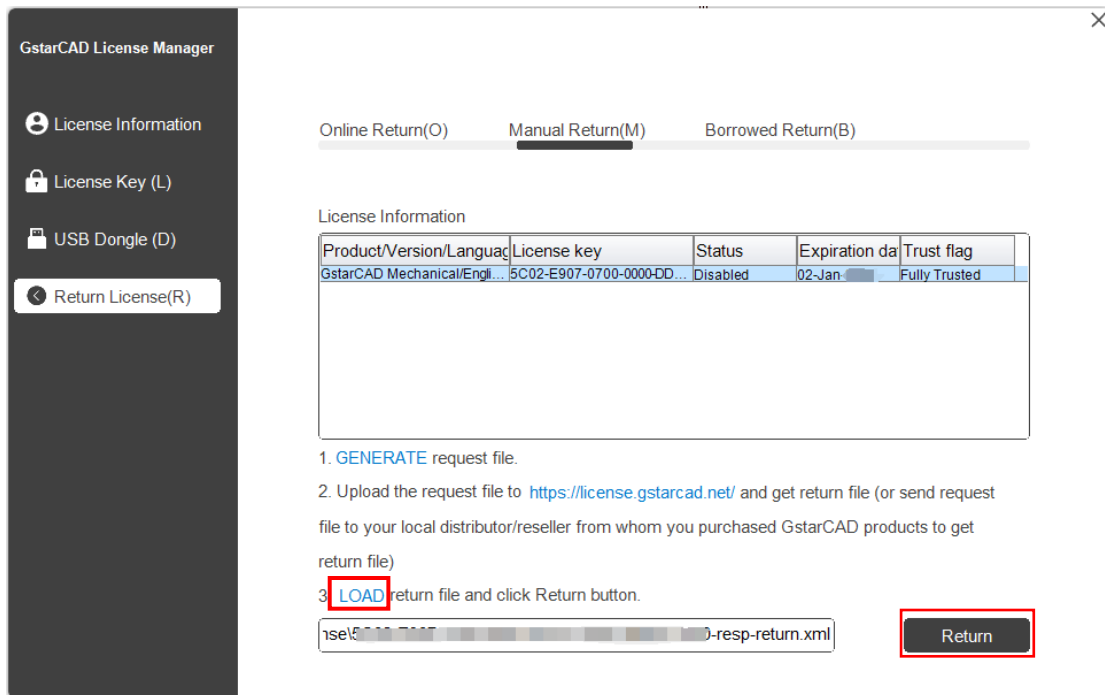 GstarCAD License Manager
License Information
License Key (L)
USB Dongle (D)
Return License(R)
Online Return(O) Manual Return(M) Borrowed Return(B)
License Information
Product/Version/Languag License key Status Expiration da Trust flag
GstarCAD Mechanical/Engli... 5C02-E907-0700-0000-DD... Disabled 02-Jan- Fully Trusted
1. GENERATE request file.
2. Upload the request file to https://license.gstarcad.net/ and get return file (or send request
file to your local distributor/reseller from whom you purchased GstarCAD products to get
return file)
3. LOAD return file and click Return button.
nse\ -resp-return.xml Return